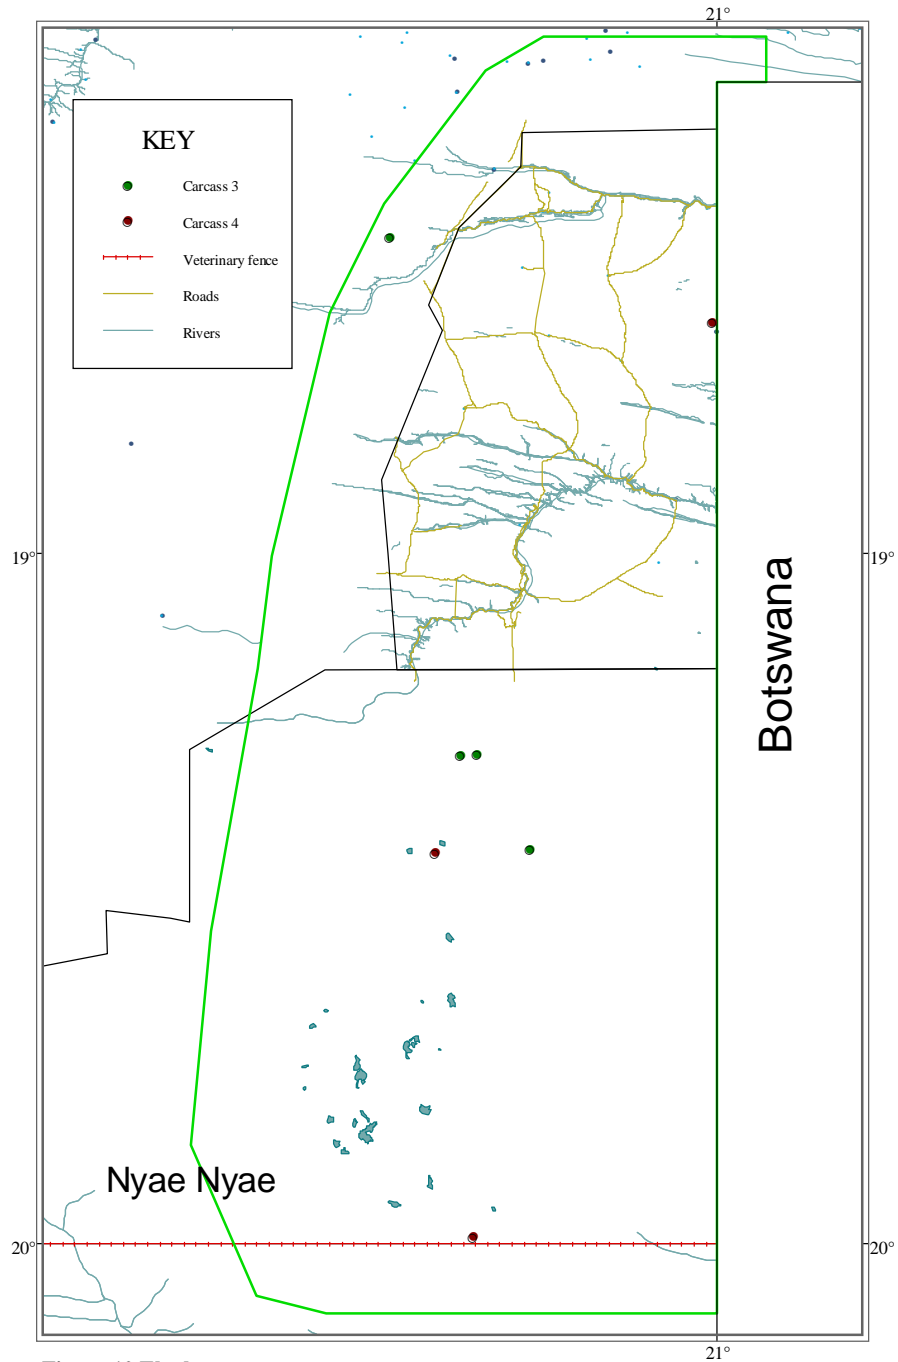 21°
KEY
Carcass 3
Carcass 4
Veterinary fence
Roads
Rivers
19°
19°
Botswana
Nyae Nyae
20°
20°
21°